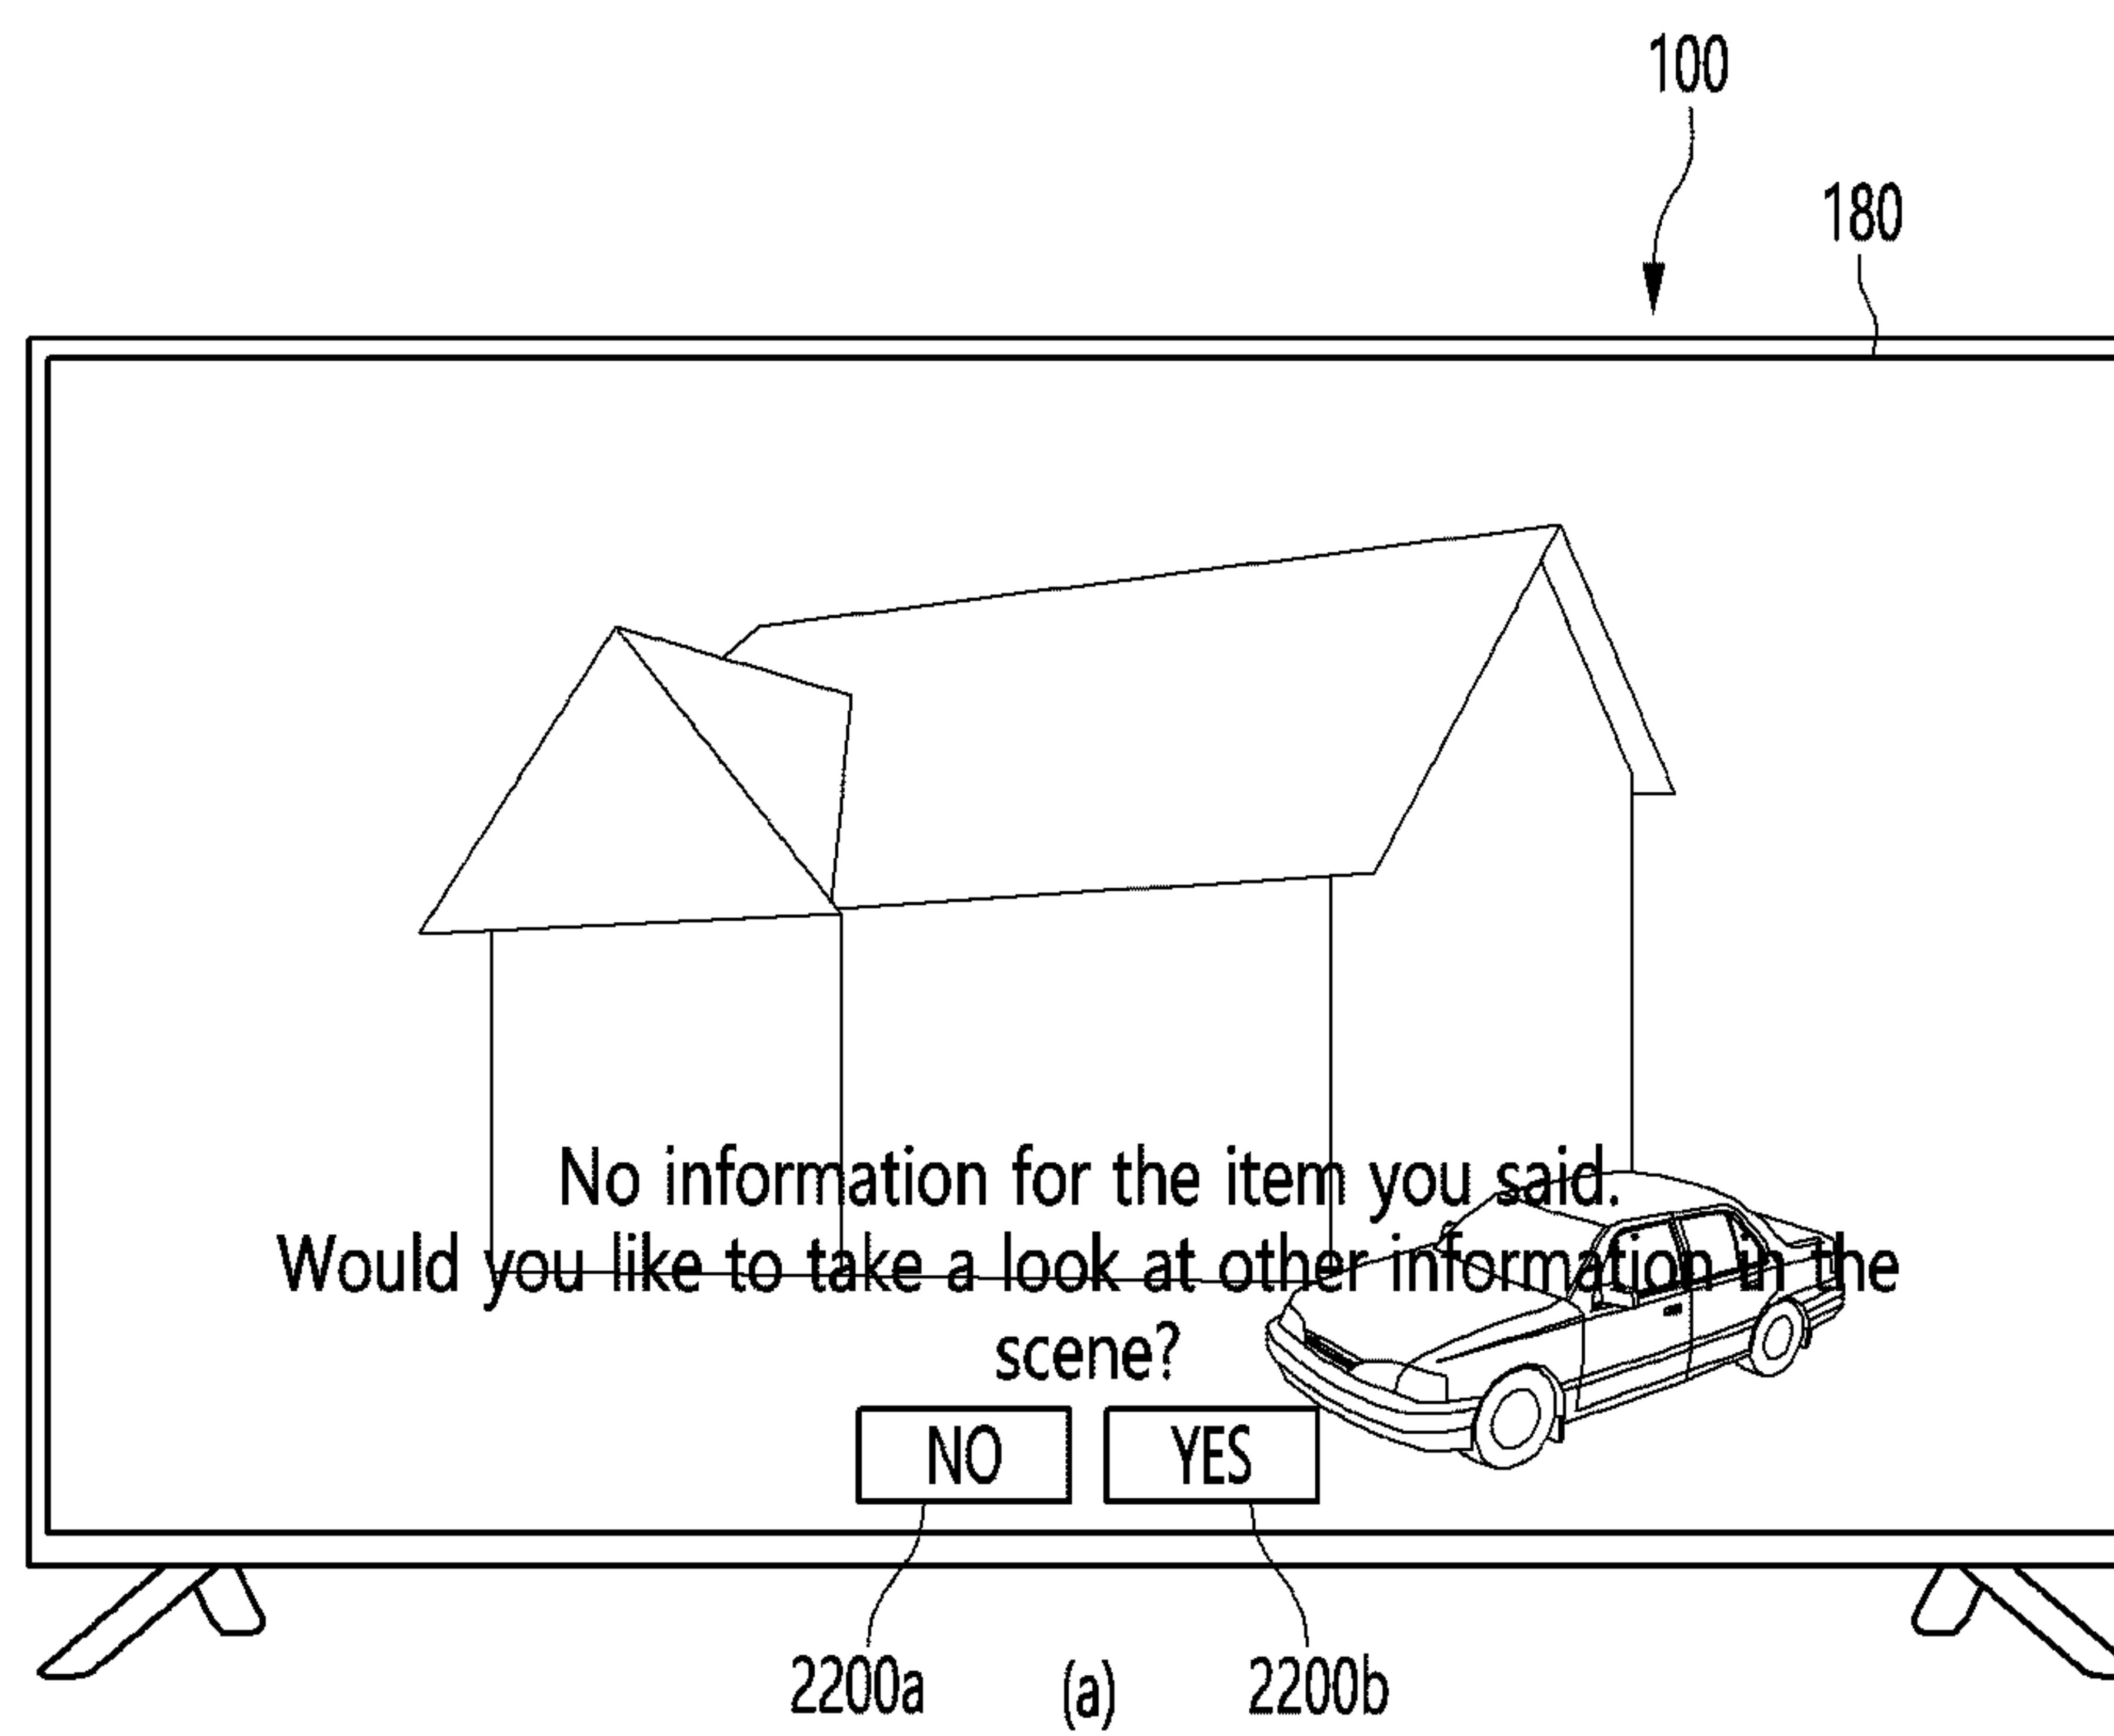 100
180
No information for the item you said.
Would you like to take a look at other information in the
scene?
NO YES
2200a (a) 2200b